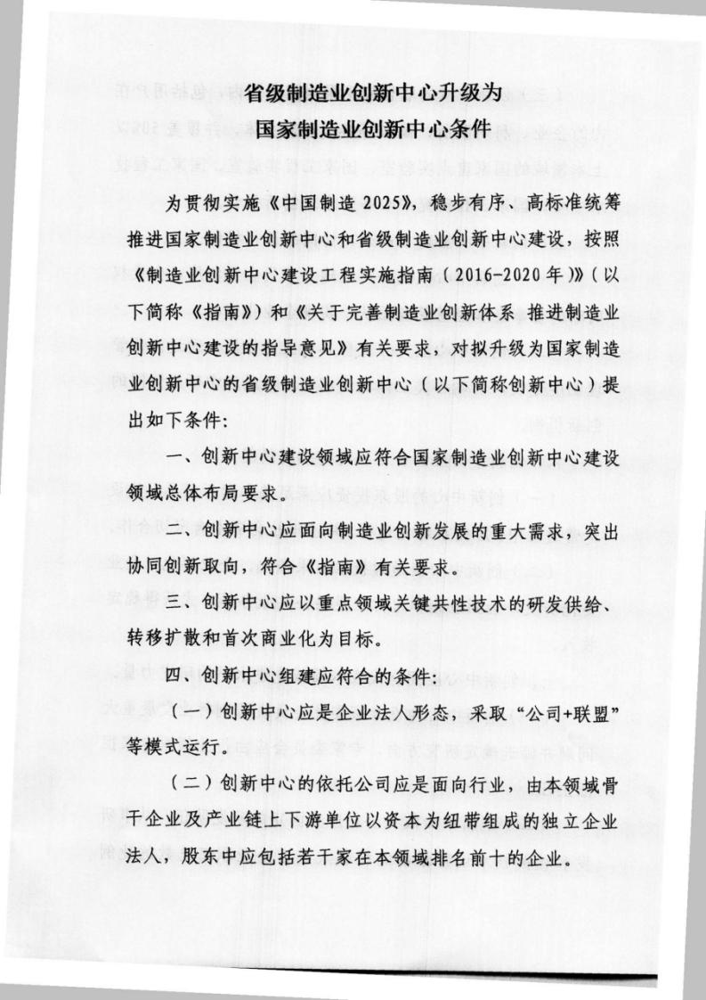 省级制造业创新中心升级为
国家制造业创新中心条件
为贯彻实施《中国制造 2025》，稳步有序、高标准统筹
推进国家制造业创新中心和省级制造业创新中心建设，按照
《制造业创新中心建设工程实施指南（2016-2020 年）》（以
下简称《指南》）和《关于完善制造业创新体系 推进制造业
创新中心建设的指导意见》有关要求，对拟升级为国家制造
业创新中心的省级制造业创新中心（以下简称创新中心）提
出如下条件：
一、创新中心建设领域应符合国家制造业创新中心建设
领域总体布局要求。
二、创新中心应面向制造业创新发展的重大需求，突出
协同创新取向，符合《指南》有关要求。
三、创新中心应以重点领域关键共性技术的研发供给、
转移扩散和首次商业化为目标。
四、创新中心组建应符合的条件：
（一）创新中心应是企业法人形态，采取“公司+联盟”
等模式运行。
（二）创新中心的依托公司应是面向行业，由本领域骨
干企业及产业链上下游单位以资本为纽带组成的独立企业
法人，股东中应包括若干家在本领域排名前十的企业。